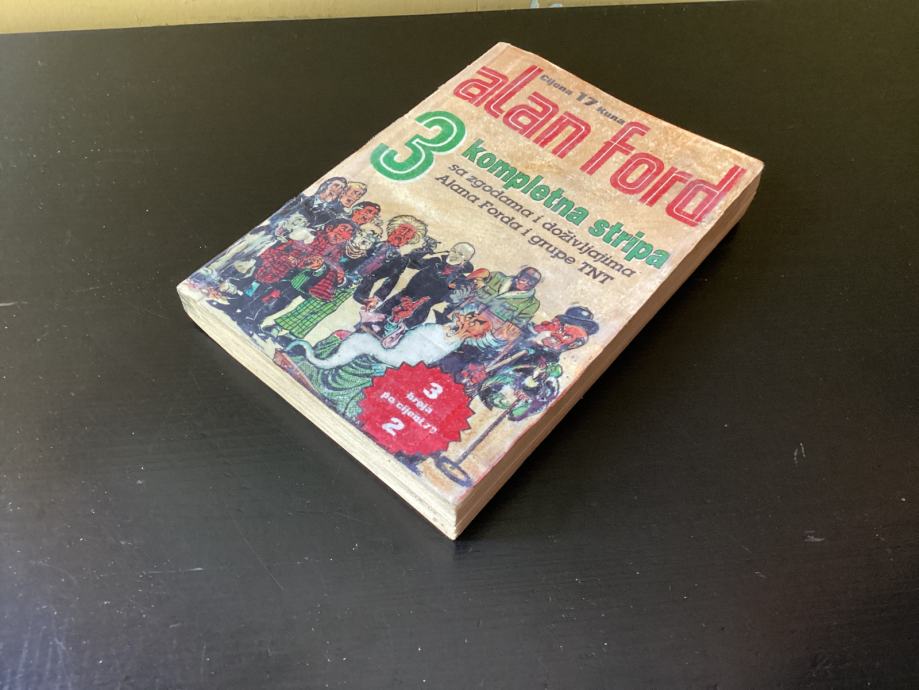 Cijena 17 kuna
alan ford
3 kompletna stripa
sa zgodama i doživljajima
Alana Forda i grupe TNT
3
broja
po cijeni
2